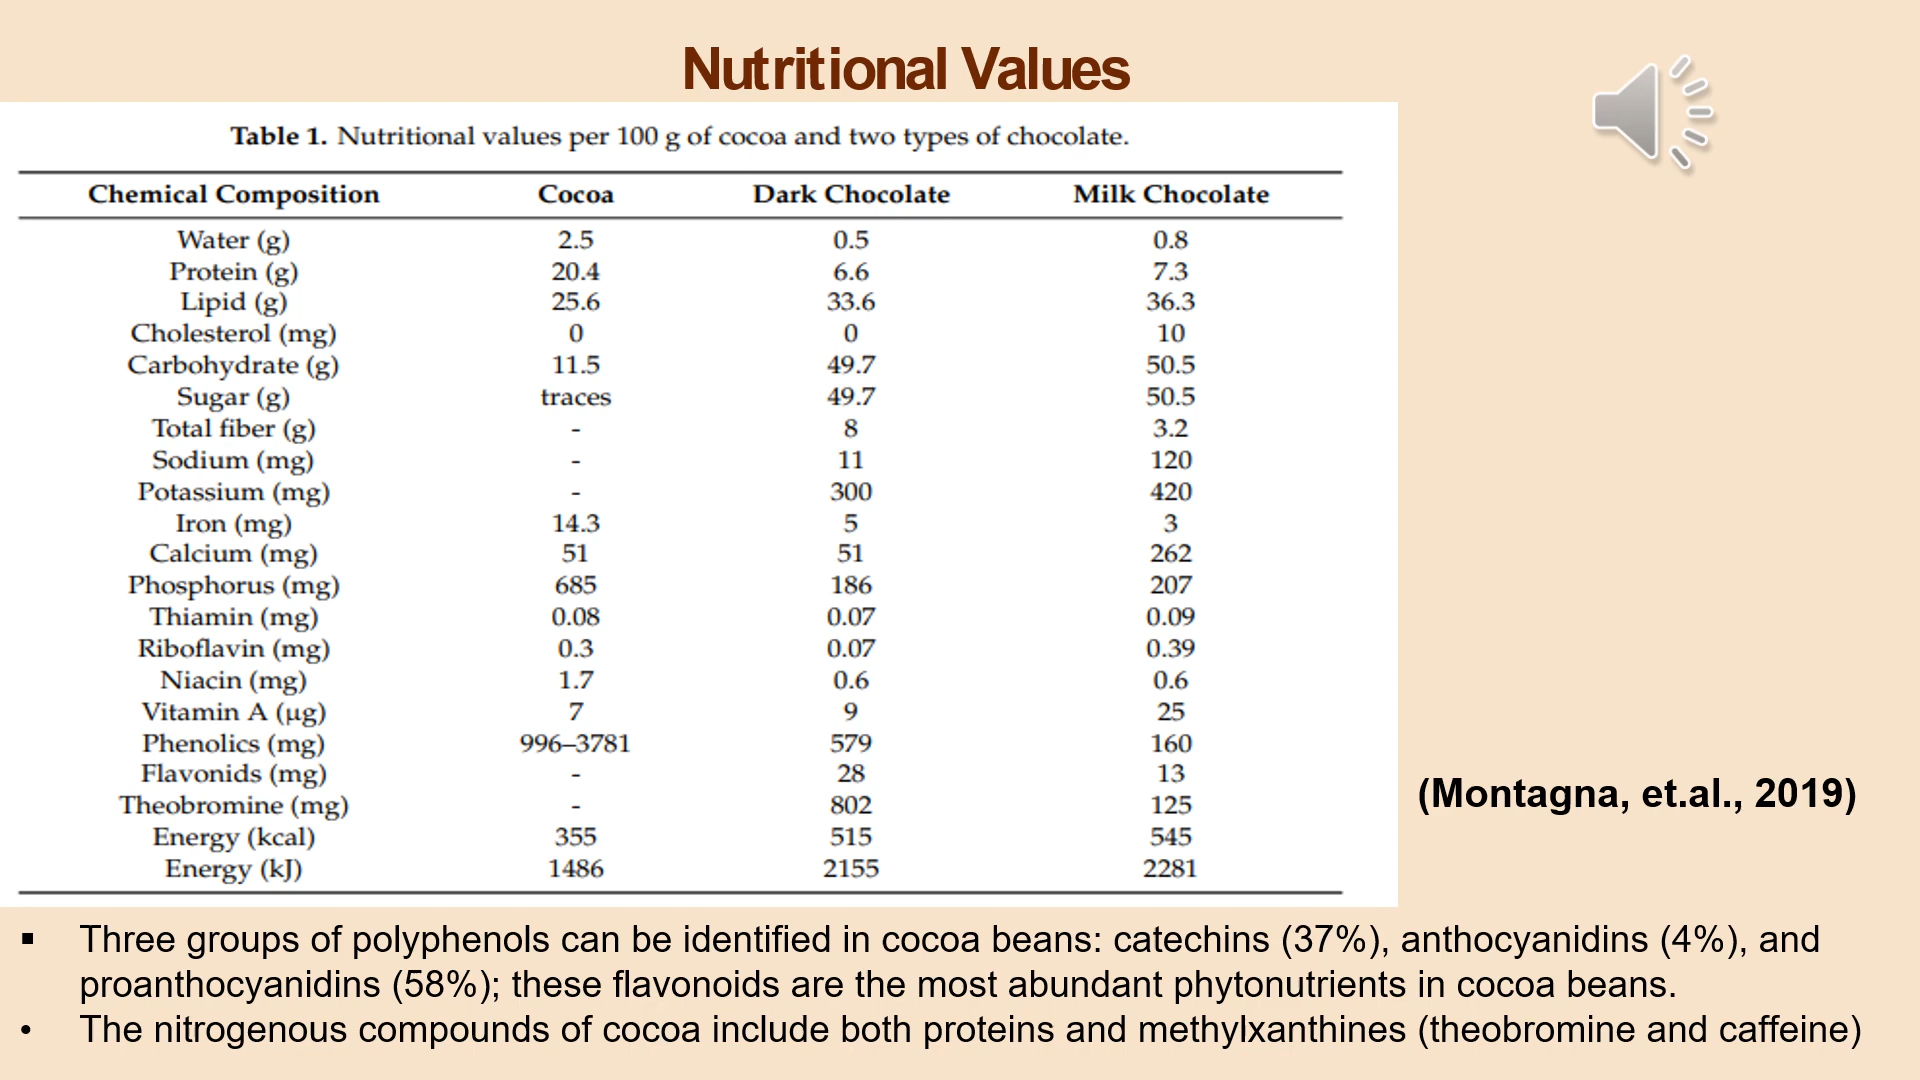 Nutritional Values
Table 1. Nutritional values per 100 g of cocoa and two types of chocolate.
Chemical Composition Cocoa Dark Chocolate Milk Chocolate
Water (g) 2.5 0.5 0.8
Protein (g) 20.4 6.6 7.3
Lipid (g) 25.6 33.6 36.3
Cholesterol (mg) 0 0 10
Carbohydrate (g) 11.5 49.7 50.5
Sugar (g) traces 49.7 50.5
Total fiber (g) - 8 3.2
Sodium (mg) - 11 120
Potassium (mg) - 300 420
Iron (mg) 14.3 5 3
Calcium (mg) 51 51 262
Phosphorus (mg) 685 186 207
Thiamin (mg) 0.08 0.07 0.09
Riboflavin (mg) 0.3 0.07 0.39
Niacin (mg) 1.7 0.6 0.6
Vitamin A (µg) 7 9 25
Phenolics (mg) 996–3781 579 160
Flavonids (mg) - 28 13
Theobromine (mg) - 802 125
Energy (kcal) 355 515 545
Energy (kJ) 1486 2155 2281
(Montagna, et.al., 2019)
▪ Three groups of polyphenols can be identified in cocoa beans: catechins (37%), anthocyanidins (4%), and
proanthocyanidins (58%); these flavonoids are the most abundant phytonutrients in cocoa beans.
• The nitrogenous compounds of cocoa include both proteins and methylxanthines (theobromine and caffeine)